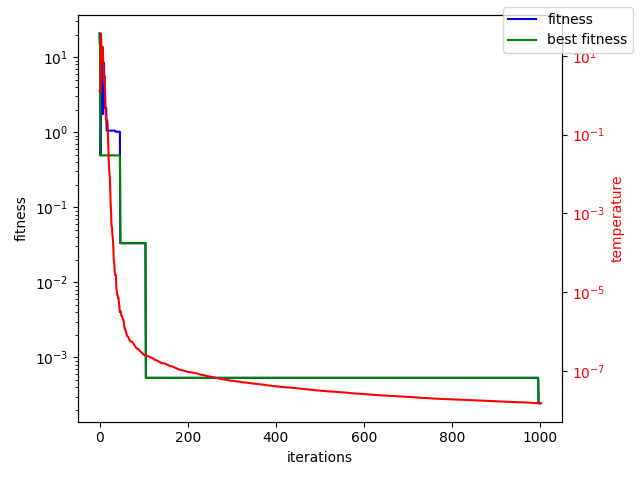 fitness
best fitness
10¹
10⁰
10⁻¹
10⁻²
10⁻³
fitness
10¹
10⁻¹
10⁻³
10⁻⁵
10⁻⁷
temperature
0 200 400 600 800 1000
iterations